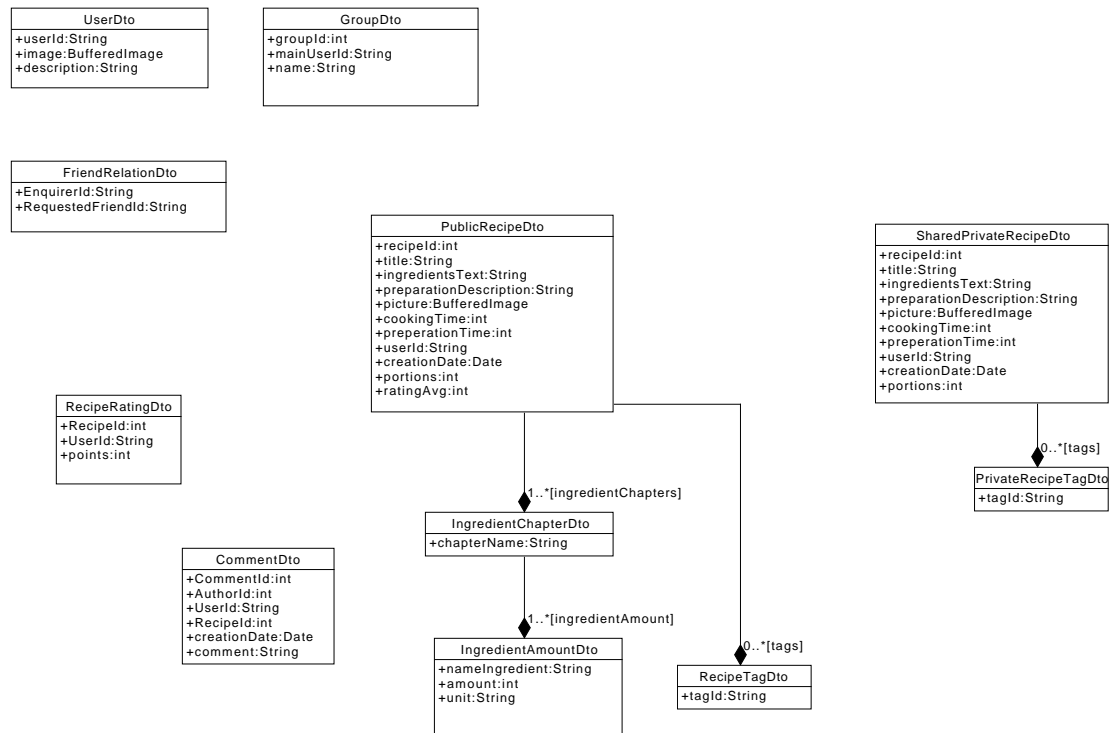 UserDto
+userId:String
+image:BufferedImage
+description:String
GroupDto
+groupId:int
+mainUserId:String
+name:String
FriendRelationDto
+EnquirerId:String
+RequestedFriendId:String
PublicRecipeDto
+recipeId:int
+title:String
+ingredientsText:String
+preparationDescription:String
+picture:BufferedImage
+cookingTime:int
+preperationTime:int
+userId:String
+creationDate:Date
+portions:int
+ratingAvg:int
SharedPrivateRecipeDto
+recipeId:int
+title:String
+ingredientsText:String
+preparationDescription:String
+picture:BufferedImage
+cookingTime:int
+preperationTime:int
+userId:String
+creationDate:Date
+portions:int
RecipeRatingDto
+RecipeId:int
+UserId:String
+points:int
0..*[tags]
PrivateRecipeTagDto
+tagId:String
1..*[ingredientChapters]
IngredientChapterDto
+chapterName:String
CommentDto
+CommentId:int
+AuthorId:int
+UserId:String
+RecipeId:int
+creationDate:Date
+comment:String
1..*[ingredientAmount]
IngredientAmountDto
+nameIngredient:String
+amount:int
+unit:String
0..*[tags]
RecipeTagDto
+tagId:String